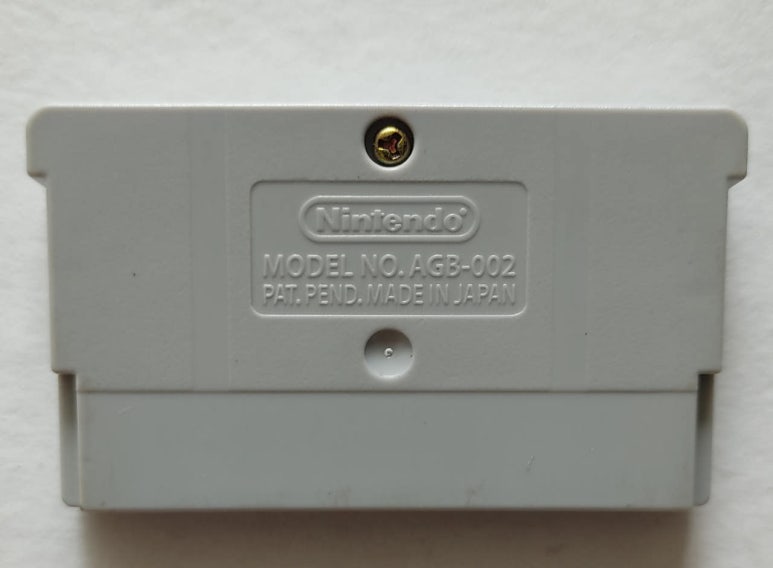 Nintendo®
MODEL NO. AGB-002
PAT. PEND. MADE IN JAPAN